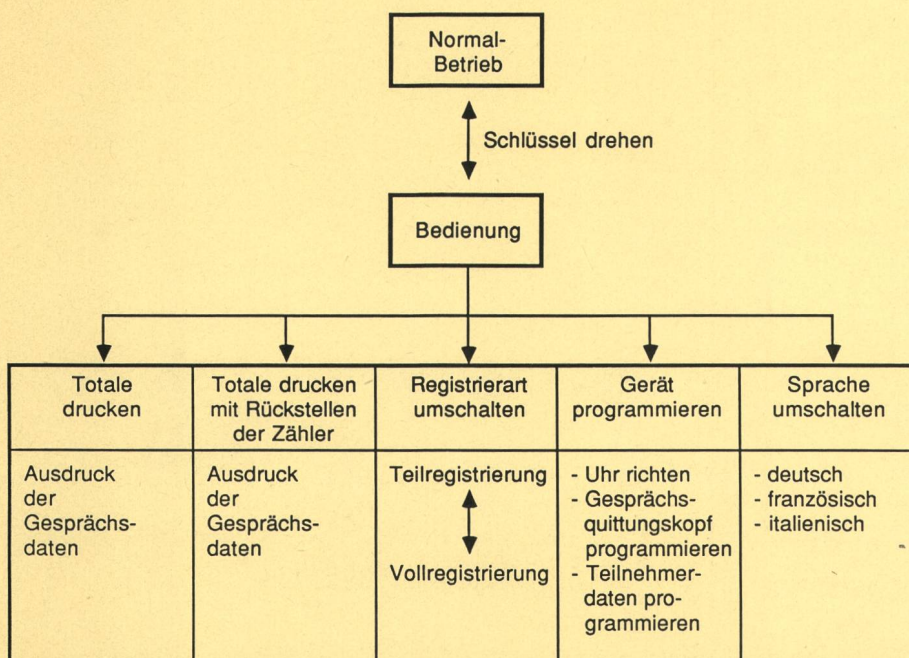 Normal-
Betrieb
Schlüssel drehen
Bedienung
Totale
drucken
Totale drucken
mit Rückstellen
der Zähler
Registrierart
umschalten
Gerät
programmieren
Sprache
umschalten
Ausdruck
der
Gesprächs-
daten
Ausdruck
der
Gesprächs-
daten
Teilregistrierung
Vollregistrierung
- Uhr richten
- Gesprächs-
quittungskopf
programmieren
- Teilnehmer-
daten pro-
grammieren
- deutsch
- französisch
- italienisch